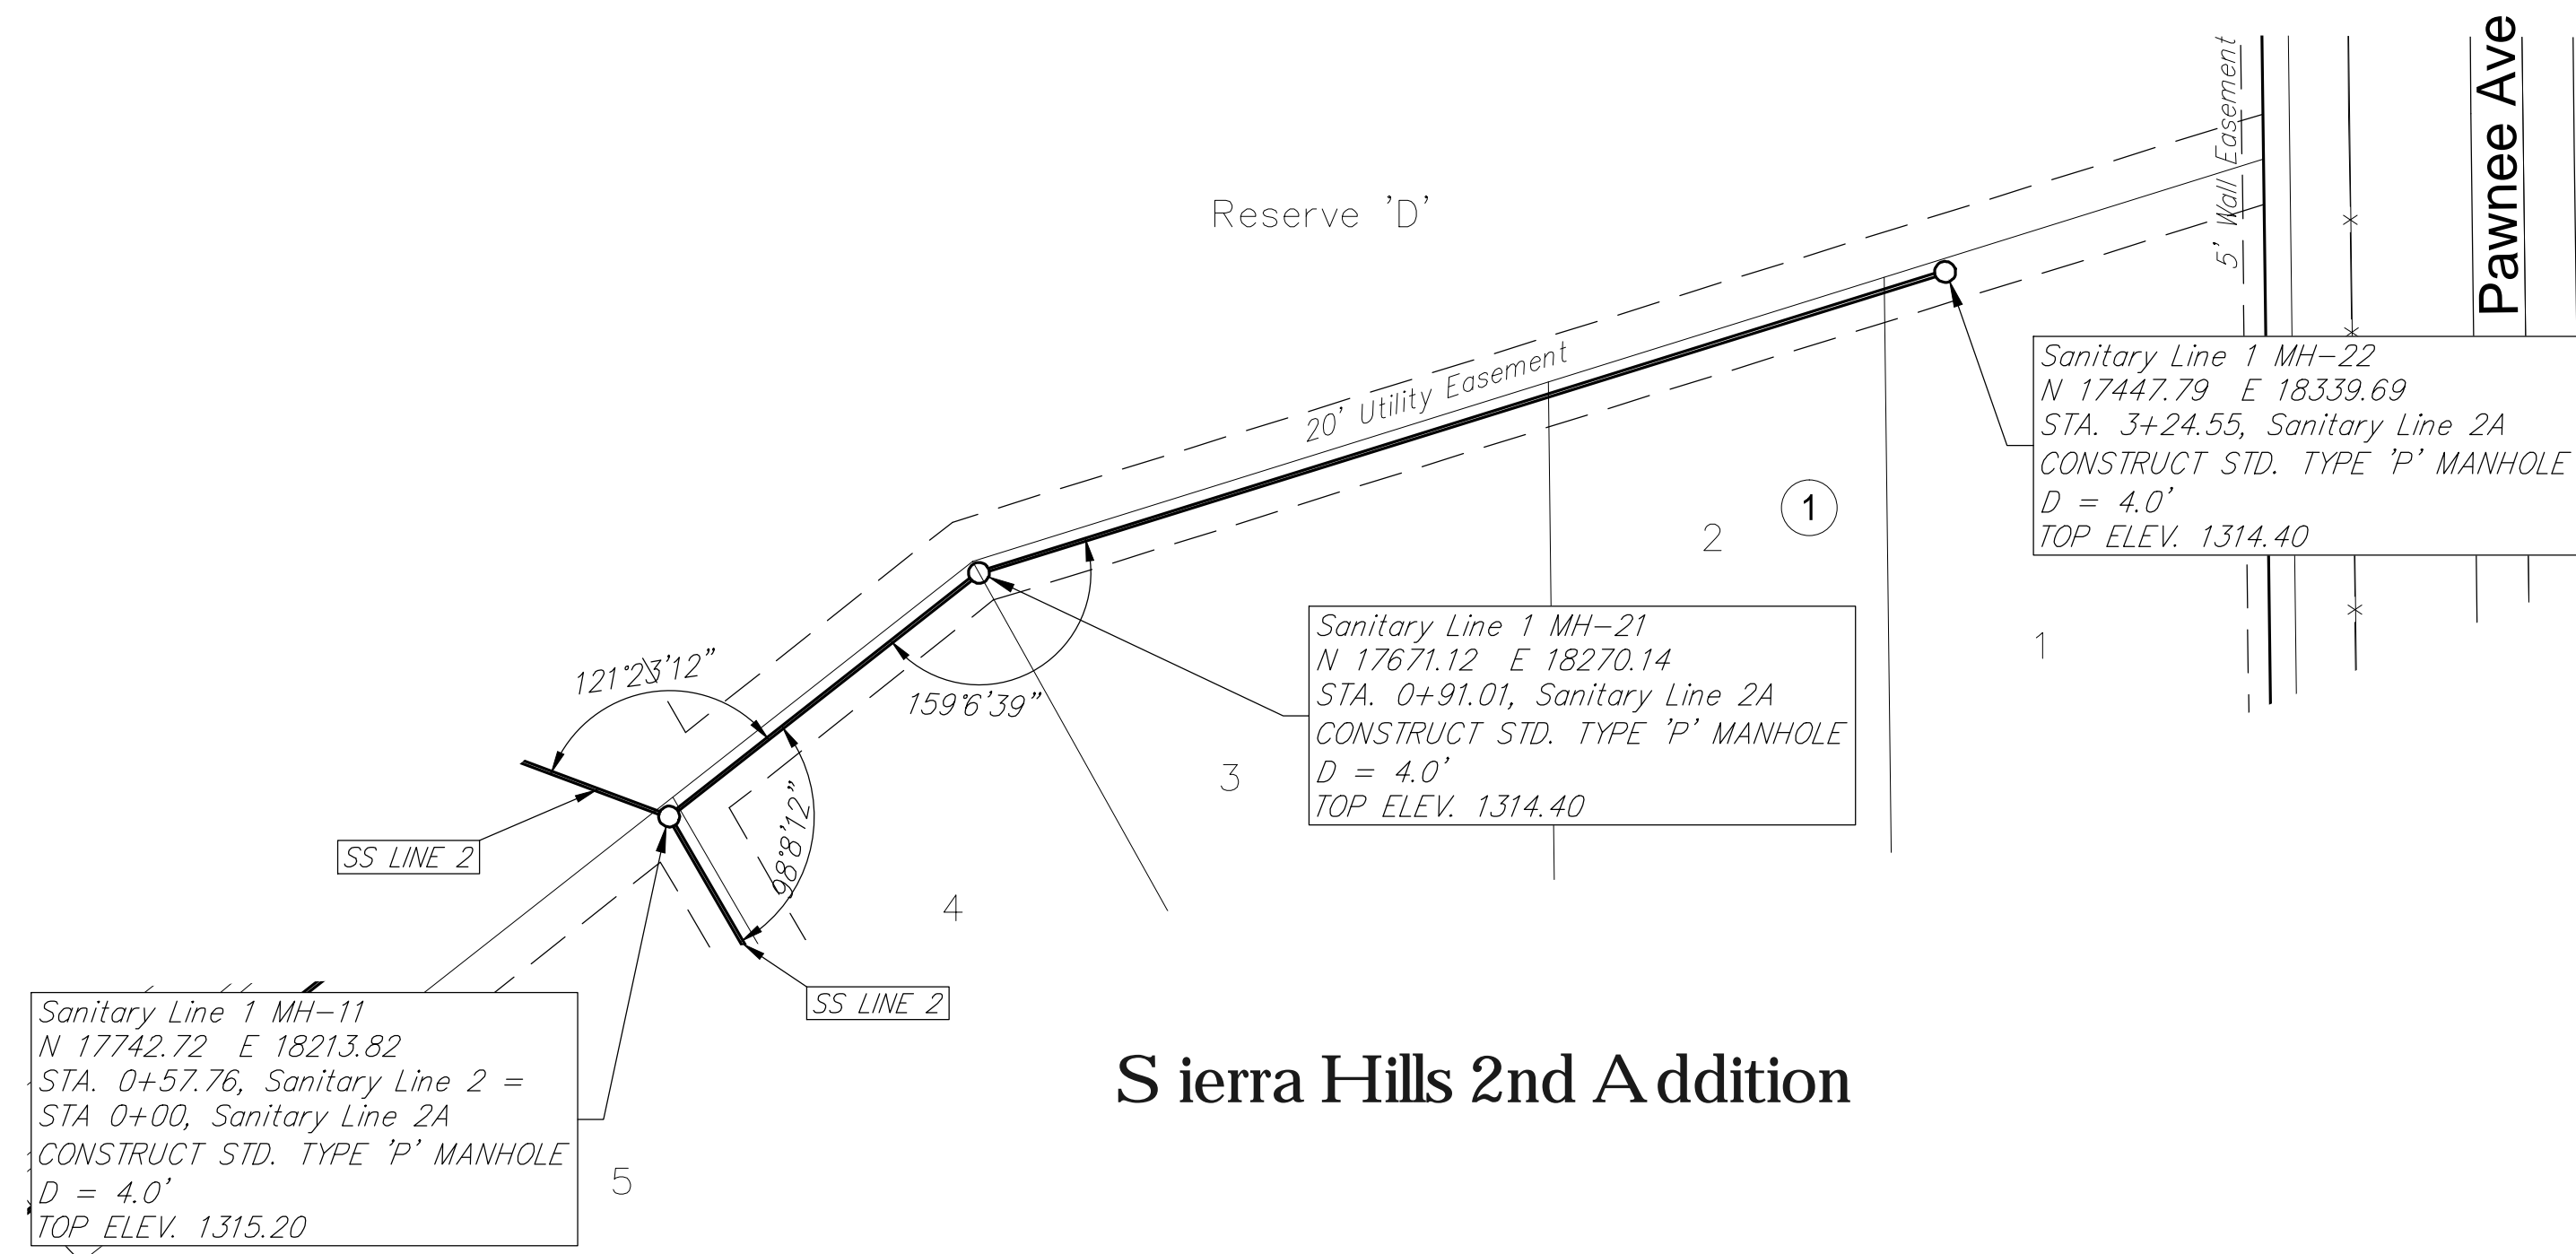 Pawnee Ave
5' Wall Easement
Reserve 'D'
20' Utility Easement
Sanitary Line 1 MH-22
N 17447.79 E 18339.69
STA. 3+24.55, Sanitary Line 2A
CONSTRUCT STD. TYPE 'P' MANHOLE
D = 4.0'
TOP ELEV. 1314.40
1
2
1
Sanitary Line 1 MH-21
N 17671.12 E 18270.14
STA. 0+91.01, Sanitary Line 2A
CONSTRUCT STD. TYPE 'P' MANHOLE
D = 4.0'
TOP ELEV. 1314.40
121°23'12"
159°6'39"
3
98°8'12"
SS LINE 2
4
SS LINE 2
Sanitary Line 1 MH-11
N 17742.72 E 18213.82
STA. 0+57.76, Sanitary Line 2 =
STA 0+00, Sanitary Line 2A
CONSTRUCT STD. TYPE 'P' MANHOLE
D = 4.0'
TOP ELEV. 1315.20
5
Sierra Hills 2nd Addition